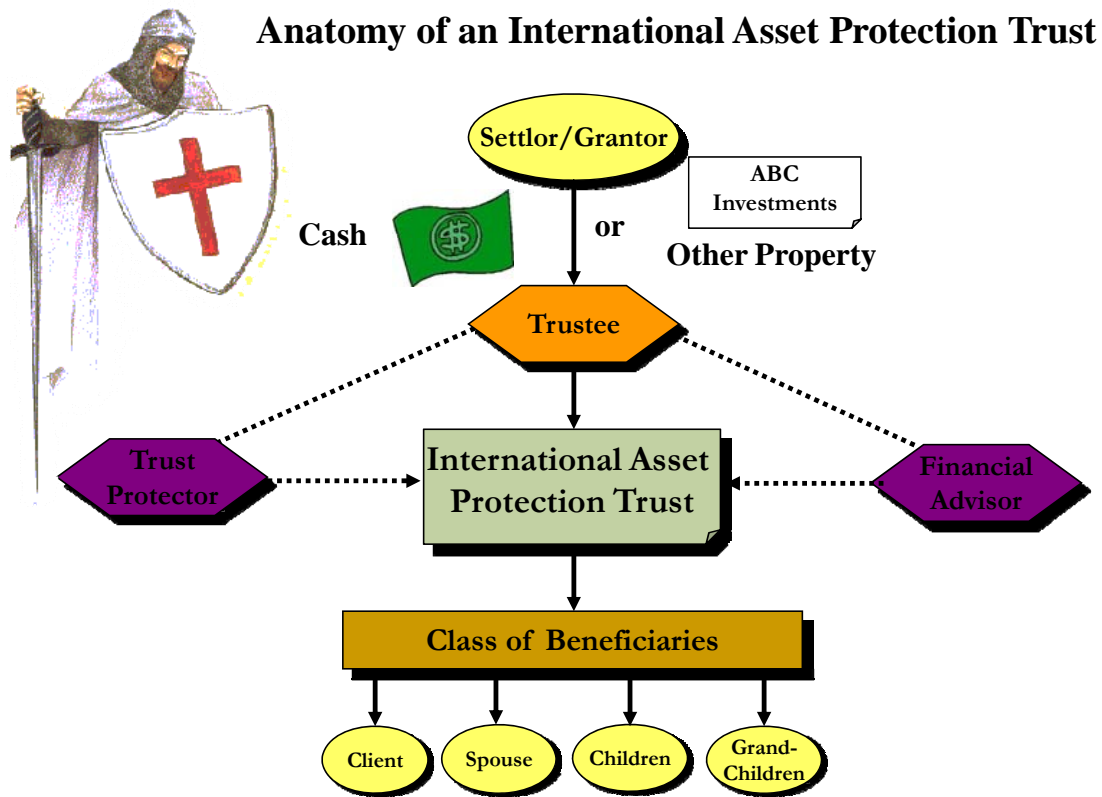 Anatomy of an International Asset Protection Trust
Settlor/Grantor
ABC
Investments
Cash
$
or
Other Property
Trustee
Trust
Protector
International Asset
Protection Trust
Financial
Advisor
Class of Beneficiaries
Client
Spouse
Children
Grand-
Children